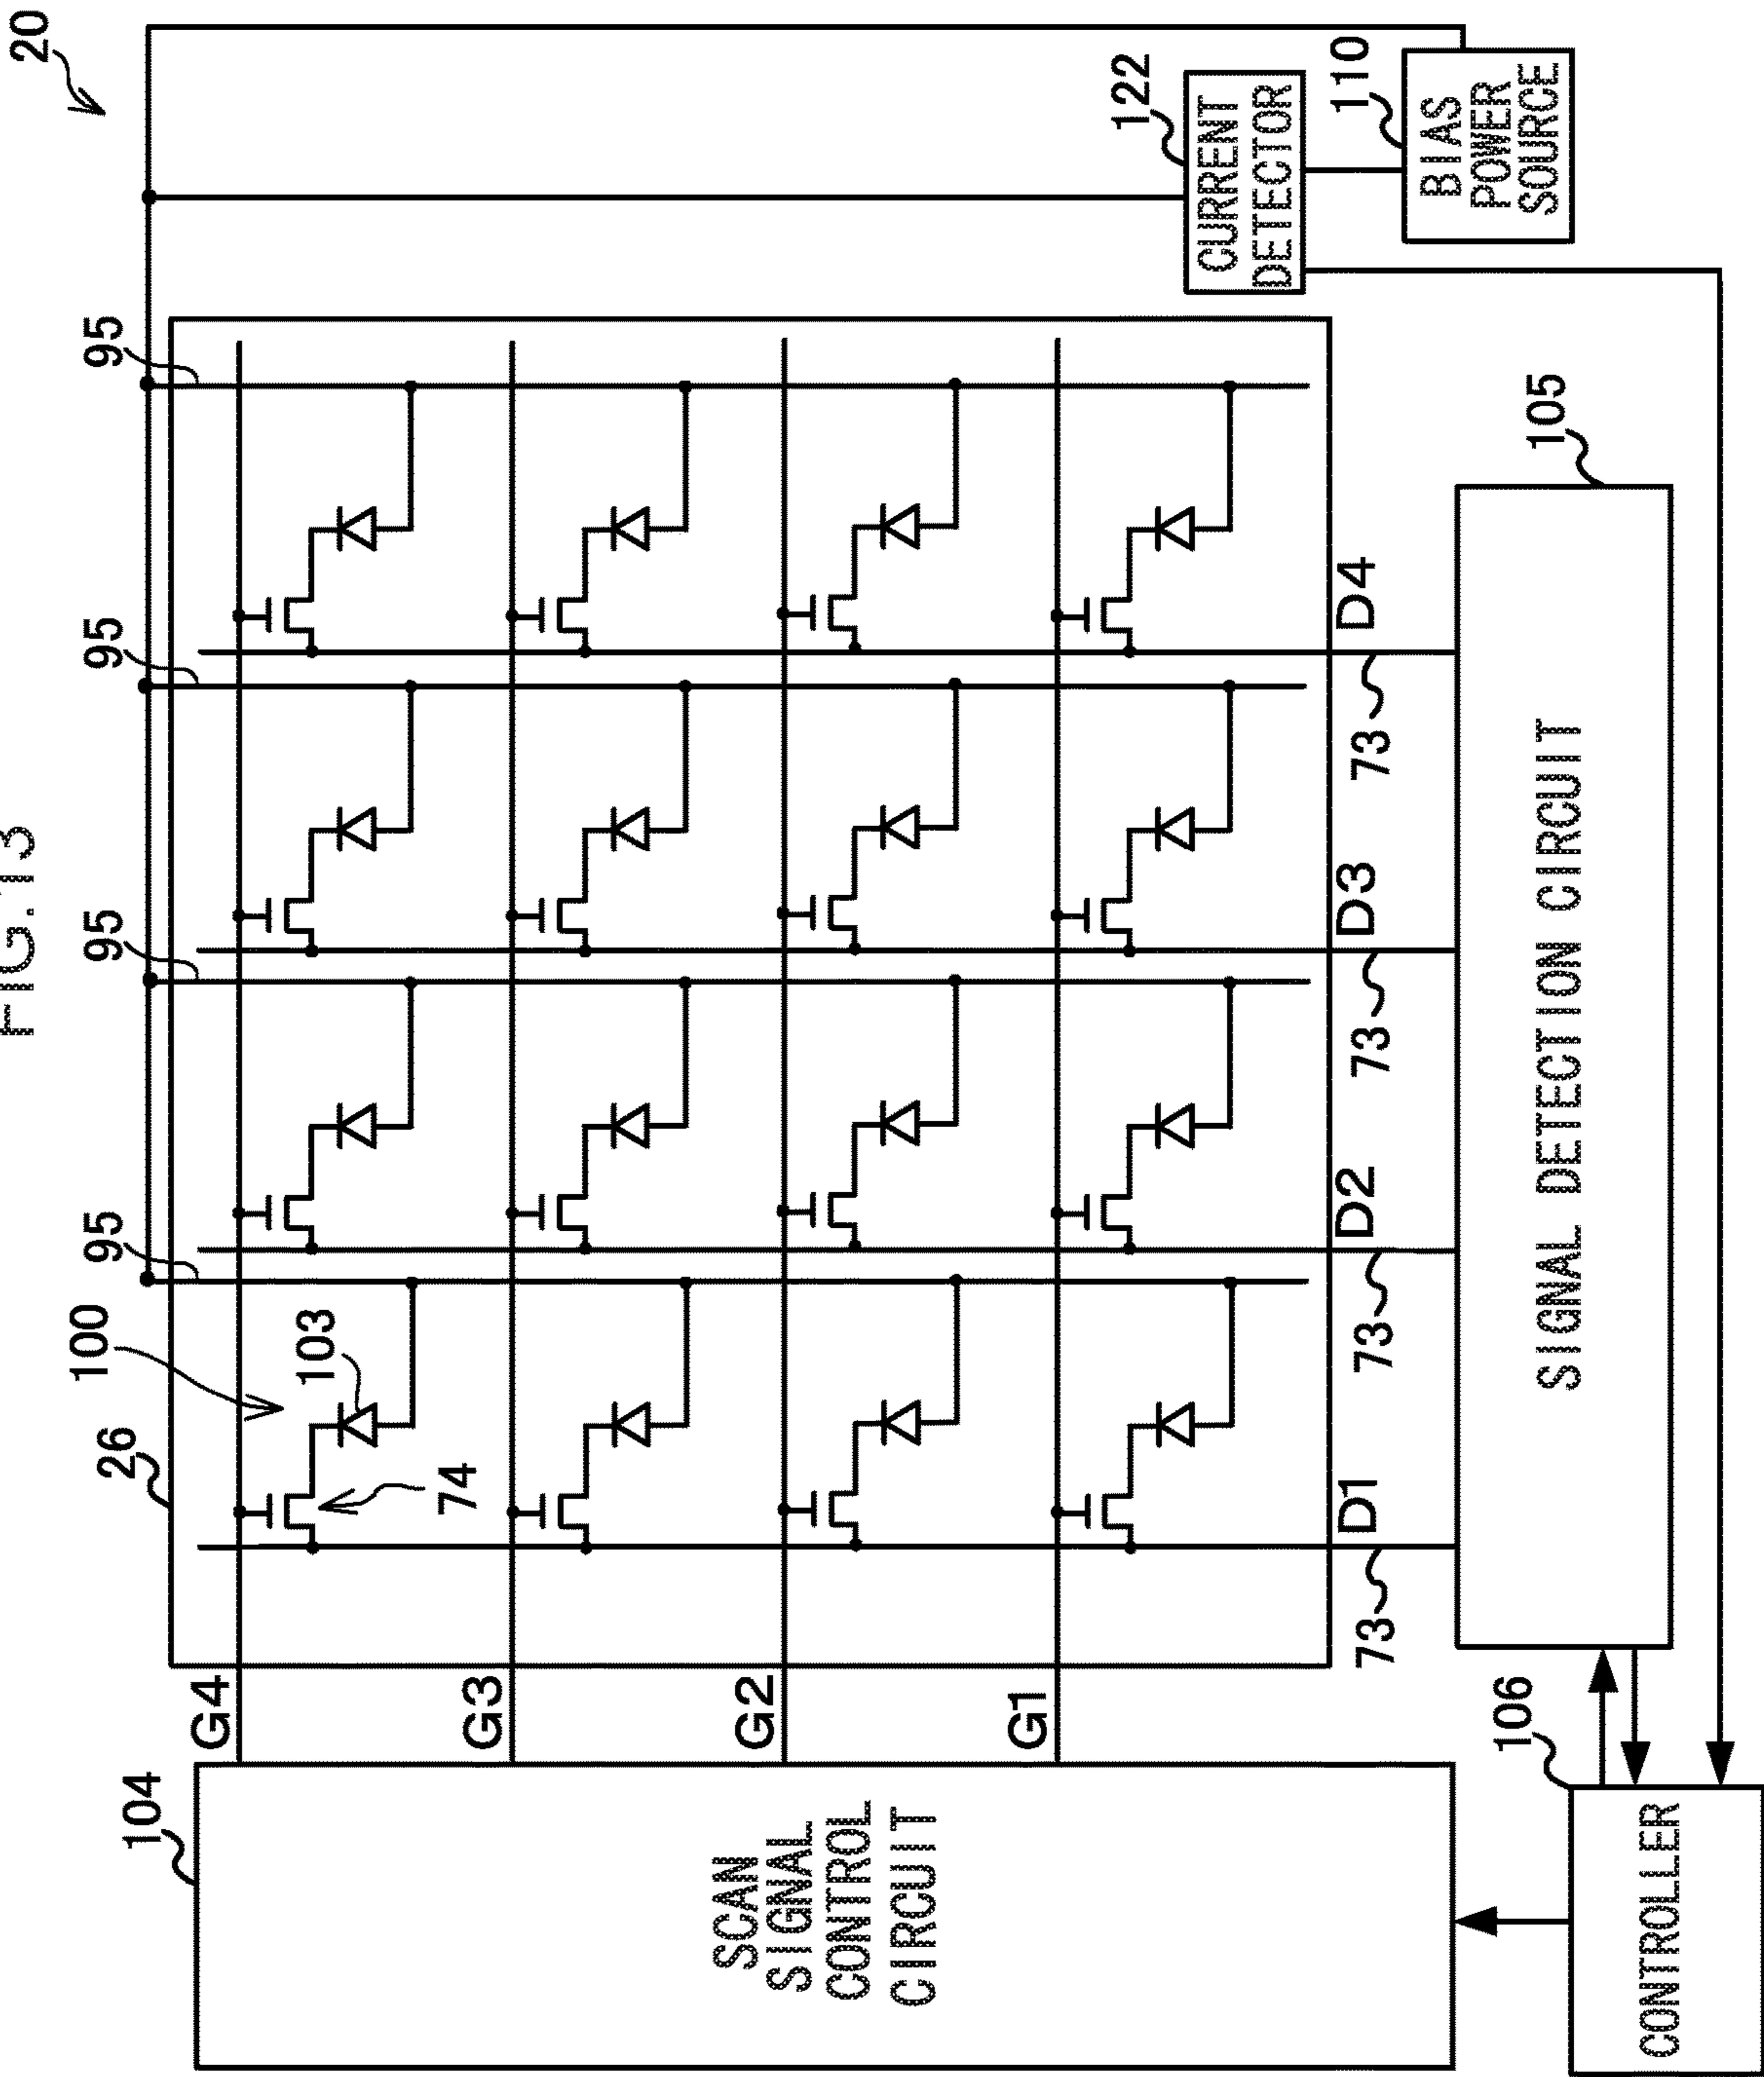 FIG.13
20
95
95
95
95
100
103
26
74
G4
G3
G2
G1
D1
D2
D3
D4
73
73
73
73
104
SCAN
SIGNAL
CONTROL
CIRCUIT
106
CONTROLLER
105
SIGNAL DETECTION CIRCUIT
122
CURRENT
DETECTOR
110
BIAS
POWER
SOURCE